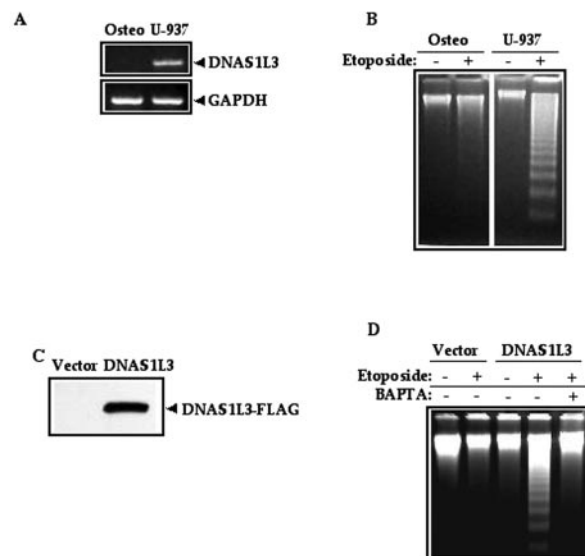 A
Osteo U-937
DNAS1L3
GAPDH
B
Osteo U-937
Etoposide: - + - +
C
Vector DNAS1L3
DNAS1L3-FLAG
D
Vector DNAS1L3
Etoposide: - + - + +
BAPTA: - - - - +